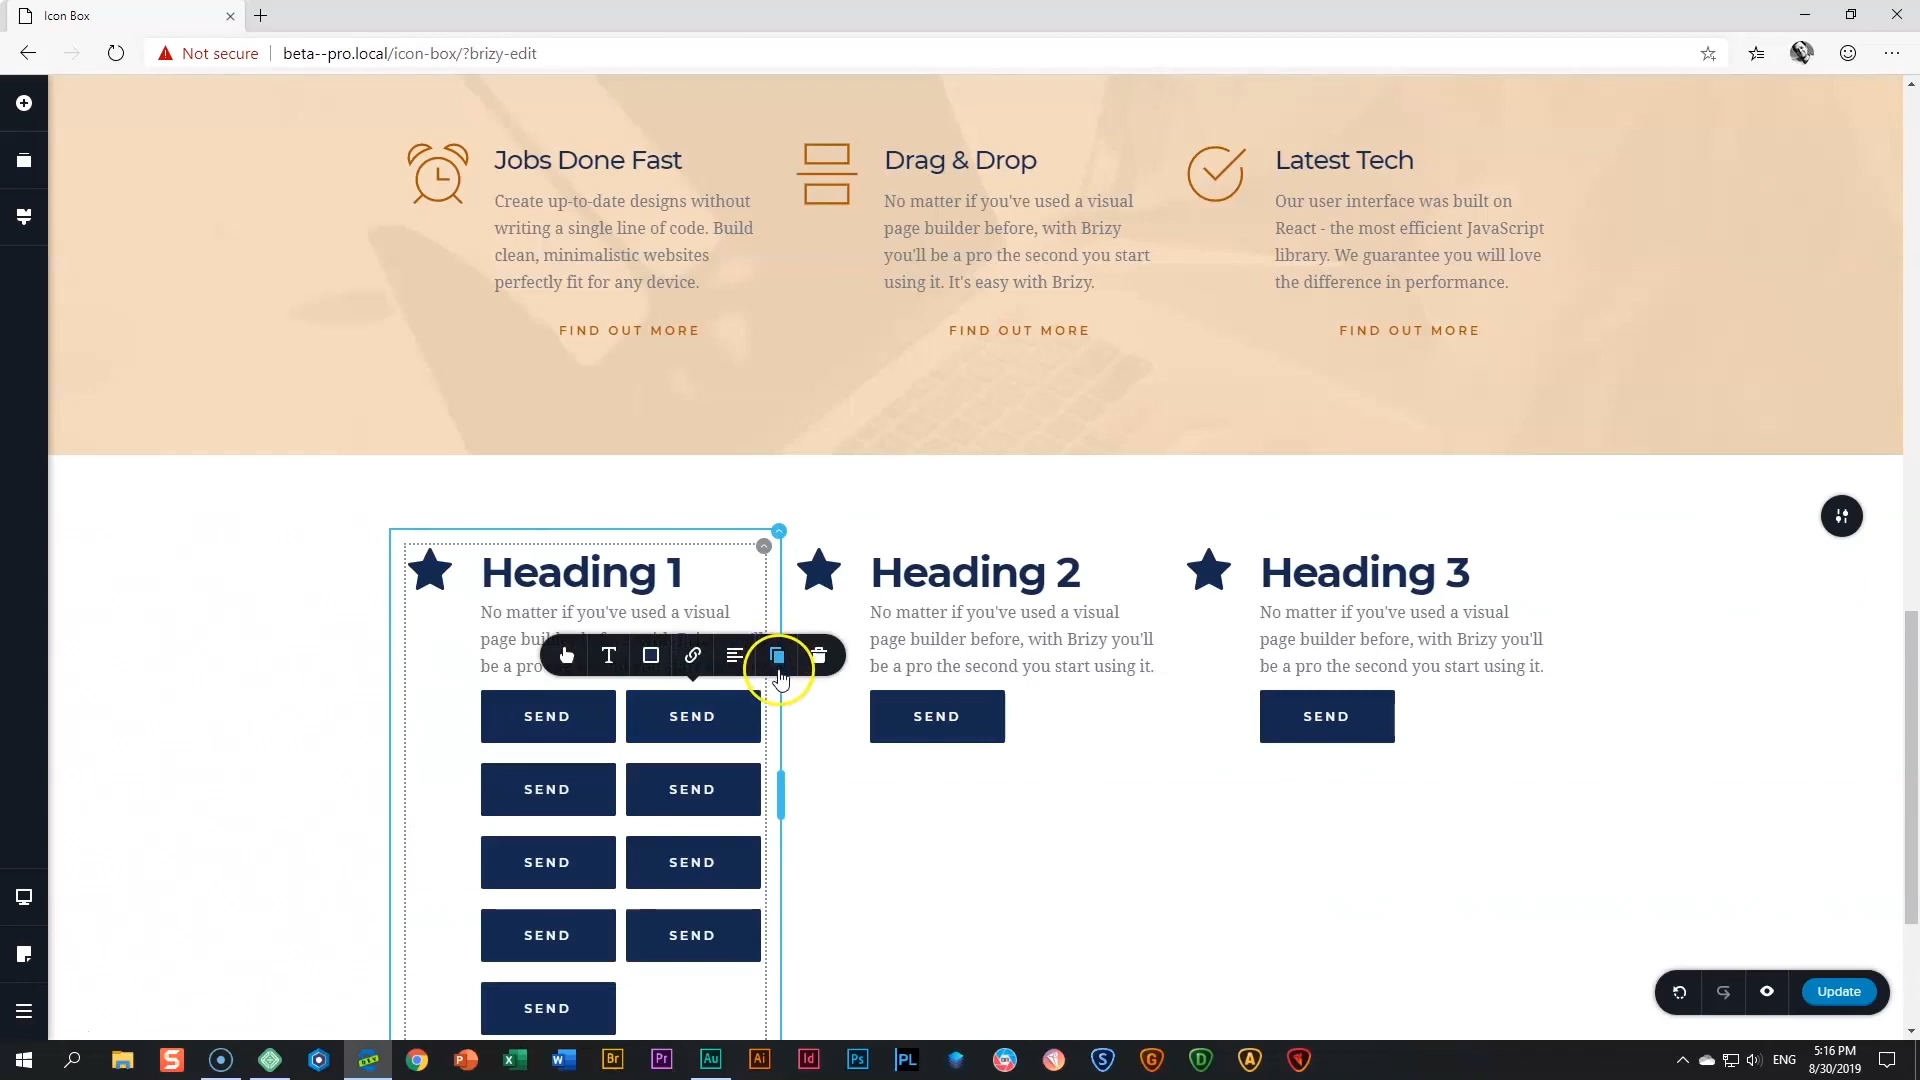 Icon Box
Not secure
beta--pro.local/icon-box/?brizy-edit
Jobs Done Fast
Create up-to-date designs without
writing a single line of code. Build
clean, minimalistic websites
perfectly fit for any device.
FIND OUT MORE
Drag & Drop
No matter if you've used a visual
page builder before, with Brizy
you'll be a pro the second you start
using it. It's easy with Brizy.
FIND OUT MORE
Latest Tech
Our user interface was built on
React - the most efficient JavaScript
library. We guarantee you will love
the difference in performance.
FIND OUT MORE
Heading 1
No matter if you've used a visual
page
be a pro
SEND SEND
SEND SEND
SEND SEND
SEND SEND
SEND
Heading 2
No matter if you've used a visual
page builder before, with Brizy you'll
be a pro the second you start using it.
SEND
Heading 3
No matter if you've used a visual
page builder before, with Brizy you'll
be a pro the second you start using it.
SEND
Update
Br
Pr
Au
Ai
Id
Ps
PL
S
G
D
A
ENG
5:16 PM
8/30/2019